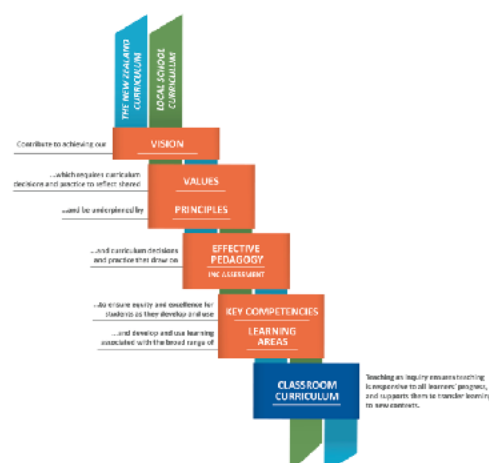 THE NEW ZEALAND
CURRICULUM
LOCAL SCHOOL
CURRICULUM
Contribute to achieving our
VISION
...which requires curriculum
decisions and practice to reflect shared
VALUES
...and be underpinned by
PRINCIPLES
...and curriculum decisions
and practice that draw on
EFFECTIVE
PEDAGOGY
INC ASSESSMENT
...to ensure equity and excellence for
students as they develop and use
KEY COMPETENCIES
...and develop and use learning
associated with the broad range of
LEARNING
AREAS
CLASSROOM
CURRICULUM
Teaching as inquiry ensures teaching
is responsive to all learners' progress,
and supports them to transfer learning
to new contexts.